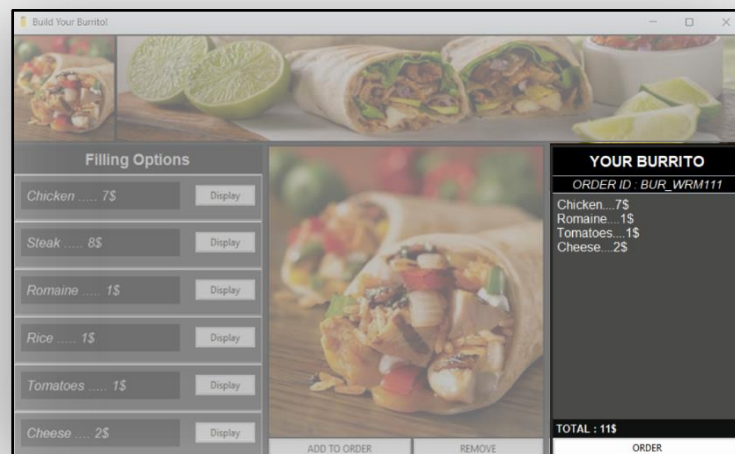 Build Your Burrito!
Filling Options
Chicken ..... 7$
Display
Steak ..... 8$
Display
Romaine ..... 1$
Display
Rice ..... 1$
Display
Tomatoes ..... 1$
Display
Cheese .... 2$
Display
ADD TO ORDER
REMOVE
YOUR BURRITO
ORDER ID : BUR_WRM111
Chicken....7$
Romaine....1$
Tomatoes....1$
Cheese....2$
TOTAL : 11$
ORDER